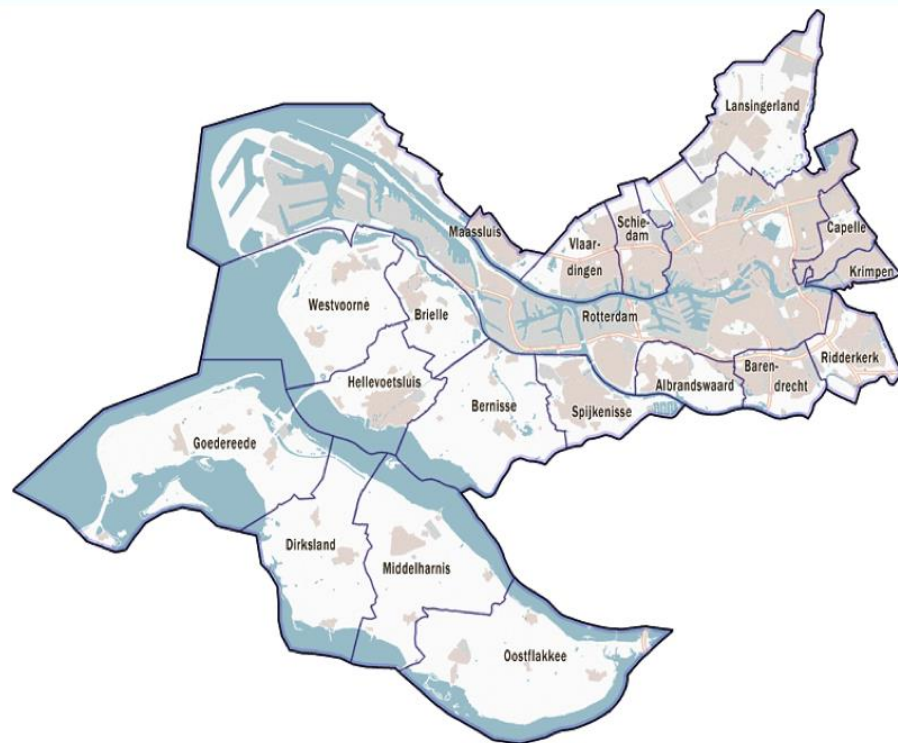 Lansingerland
Maassluis
Vlaar-
dingen
Schie-
dam
Capelle
Krimpen
Westvoorne
Brielle
Rotterdam
Hellevoetsluis
Bernisse
Spijkenisse
Albrandswaard
Baren-
drecht
Ridderkerk
Goedereede
Dirksland
Middelharnis
Oostflakkee